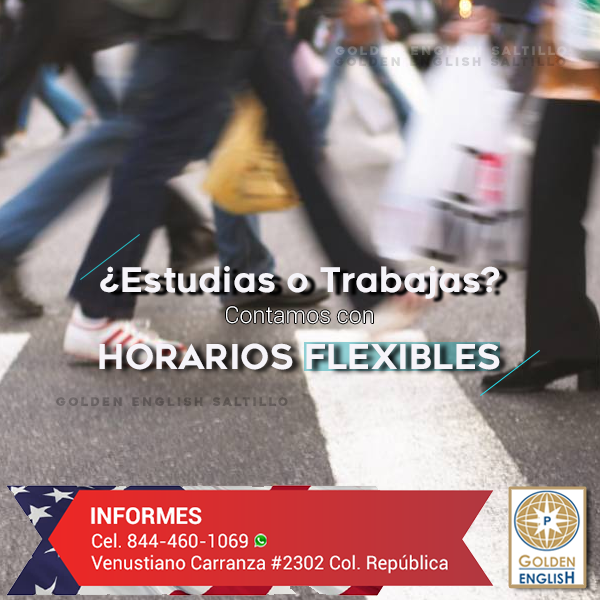 GOLDEN ENGLISH SALTILLO
GOLDEN ENGLISH SALTILLO
¿Estudias o Trabajas?
Contamos con
HORARIOS FLEXIBLES
GOLDEN ENGLISH SALTILLO
INFORMES
Cel. 844-460-1069
Venustiano Carranza #2302 Col. República
P
GOLDEN
ENGLISH